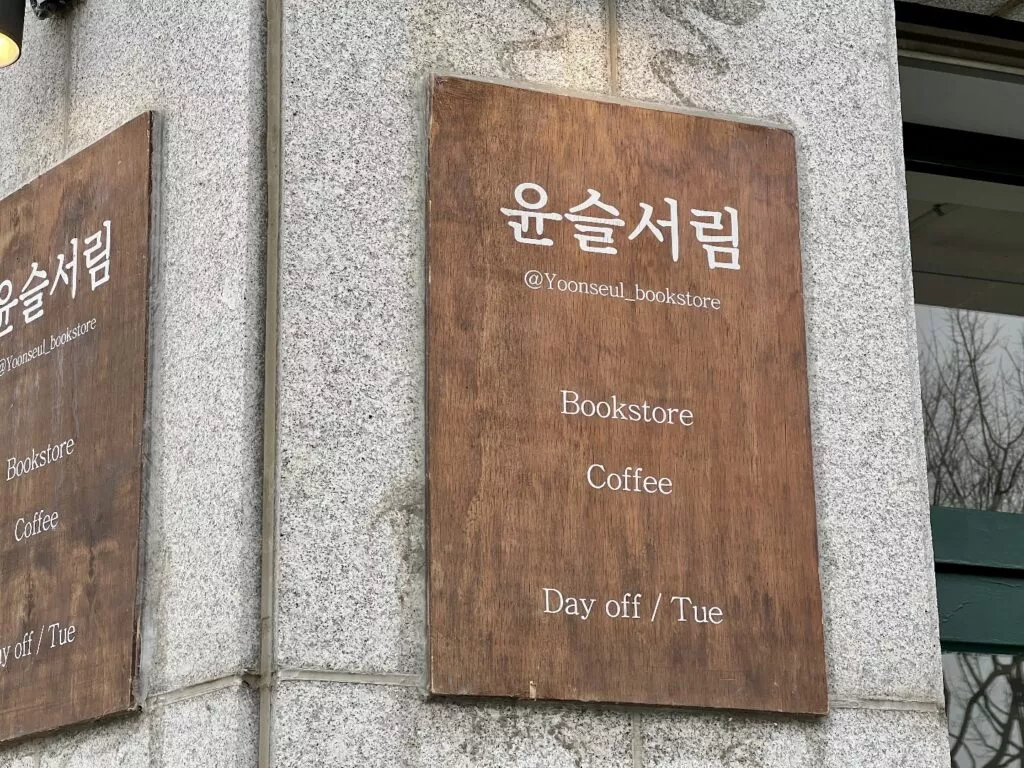 윤슬서림
@Yoonseul_bookstore
Bookstore
Coffee
Day off / Tue
윤슬서림
@Yoonseul_bookstore
Bookstore
Coffee
ay off / Tue